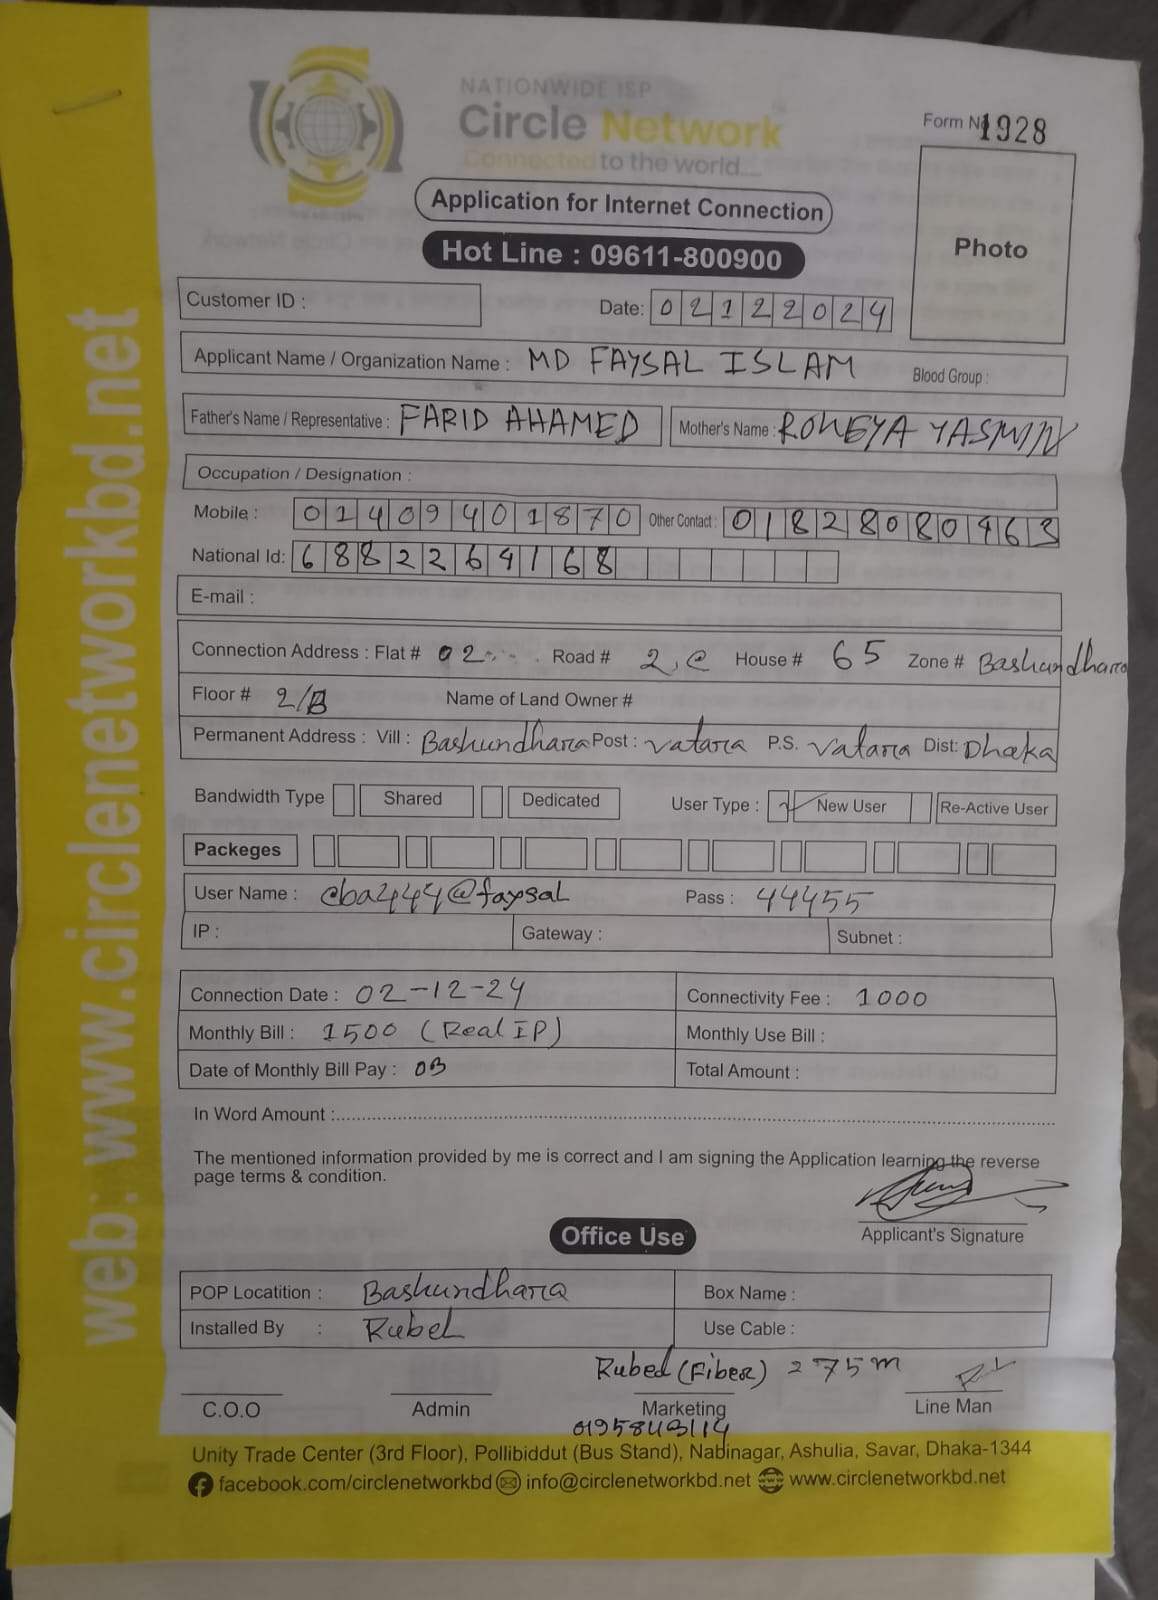 NATIONWIDE ISP
Circle Network
Connected to the world....
Form No 1928
Application for Internet Connection
Photo
Hot Line : 09611-800900
Customer ID :
Date: 02122024
Applicant Name / Organization Name : MD FAYSAL ISLAM Blood Group :
Father's Name / Representative : FARID AHAMED Mother's Name : ROKEYA YASMIN
Occupation / Designation :
Mobile : 01409401870 Other Contact : 01828080463
National Id: 6882264168
E-mail :
Connection Address : Flat # 02 Road # 2, @ House # 65 Zone # Bashundhara
Floor # 2/B Name of Land Owner #
Permanent Address : Vill : Bashundhara Post : vatara P.S. vatara Dist: Dhaka
Bandwidth Type Shared Dedicated User Type : New User Re-Active User
Packeges
User Name : cba444@faysal Pass : 44455
IP : Gateway : Subnet :
Connection Date : 02-12-24 Connectivity Fee : 1000
Monthly Bill : 1500 (Real IP) Monthly Use Bill :
Date of Monthly Bill Pay : 03 Total Amount :
In Word Amount :
The mentioned information provided by me is correct and I am signing the Application learning the reverse
page terms & condition.
Applicant's Signature
Office Use
POP Locatition : Bashundhara Box Name :
Installed By : Rubel Use Cable :
Rubel (Fiber) = 75m
C.O.O Admin Marketing Line Man
01958443114
Unity Trade Center (3rd Floor), Pollibiddut (Bus Stand), Nabinagar, Ashulia, Savar, Dhaka-1344
facebook.com/circlenetworkbd info@circlenetworkbd.net www.circlenetworkbd.net
web: www.circlenetworkbd.net